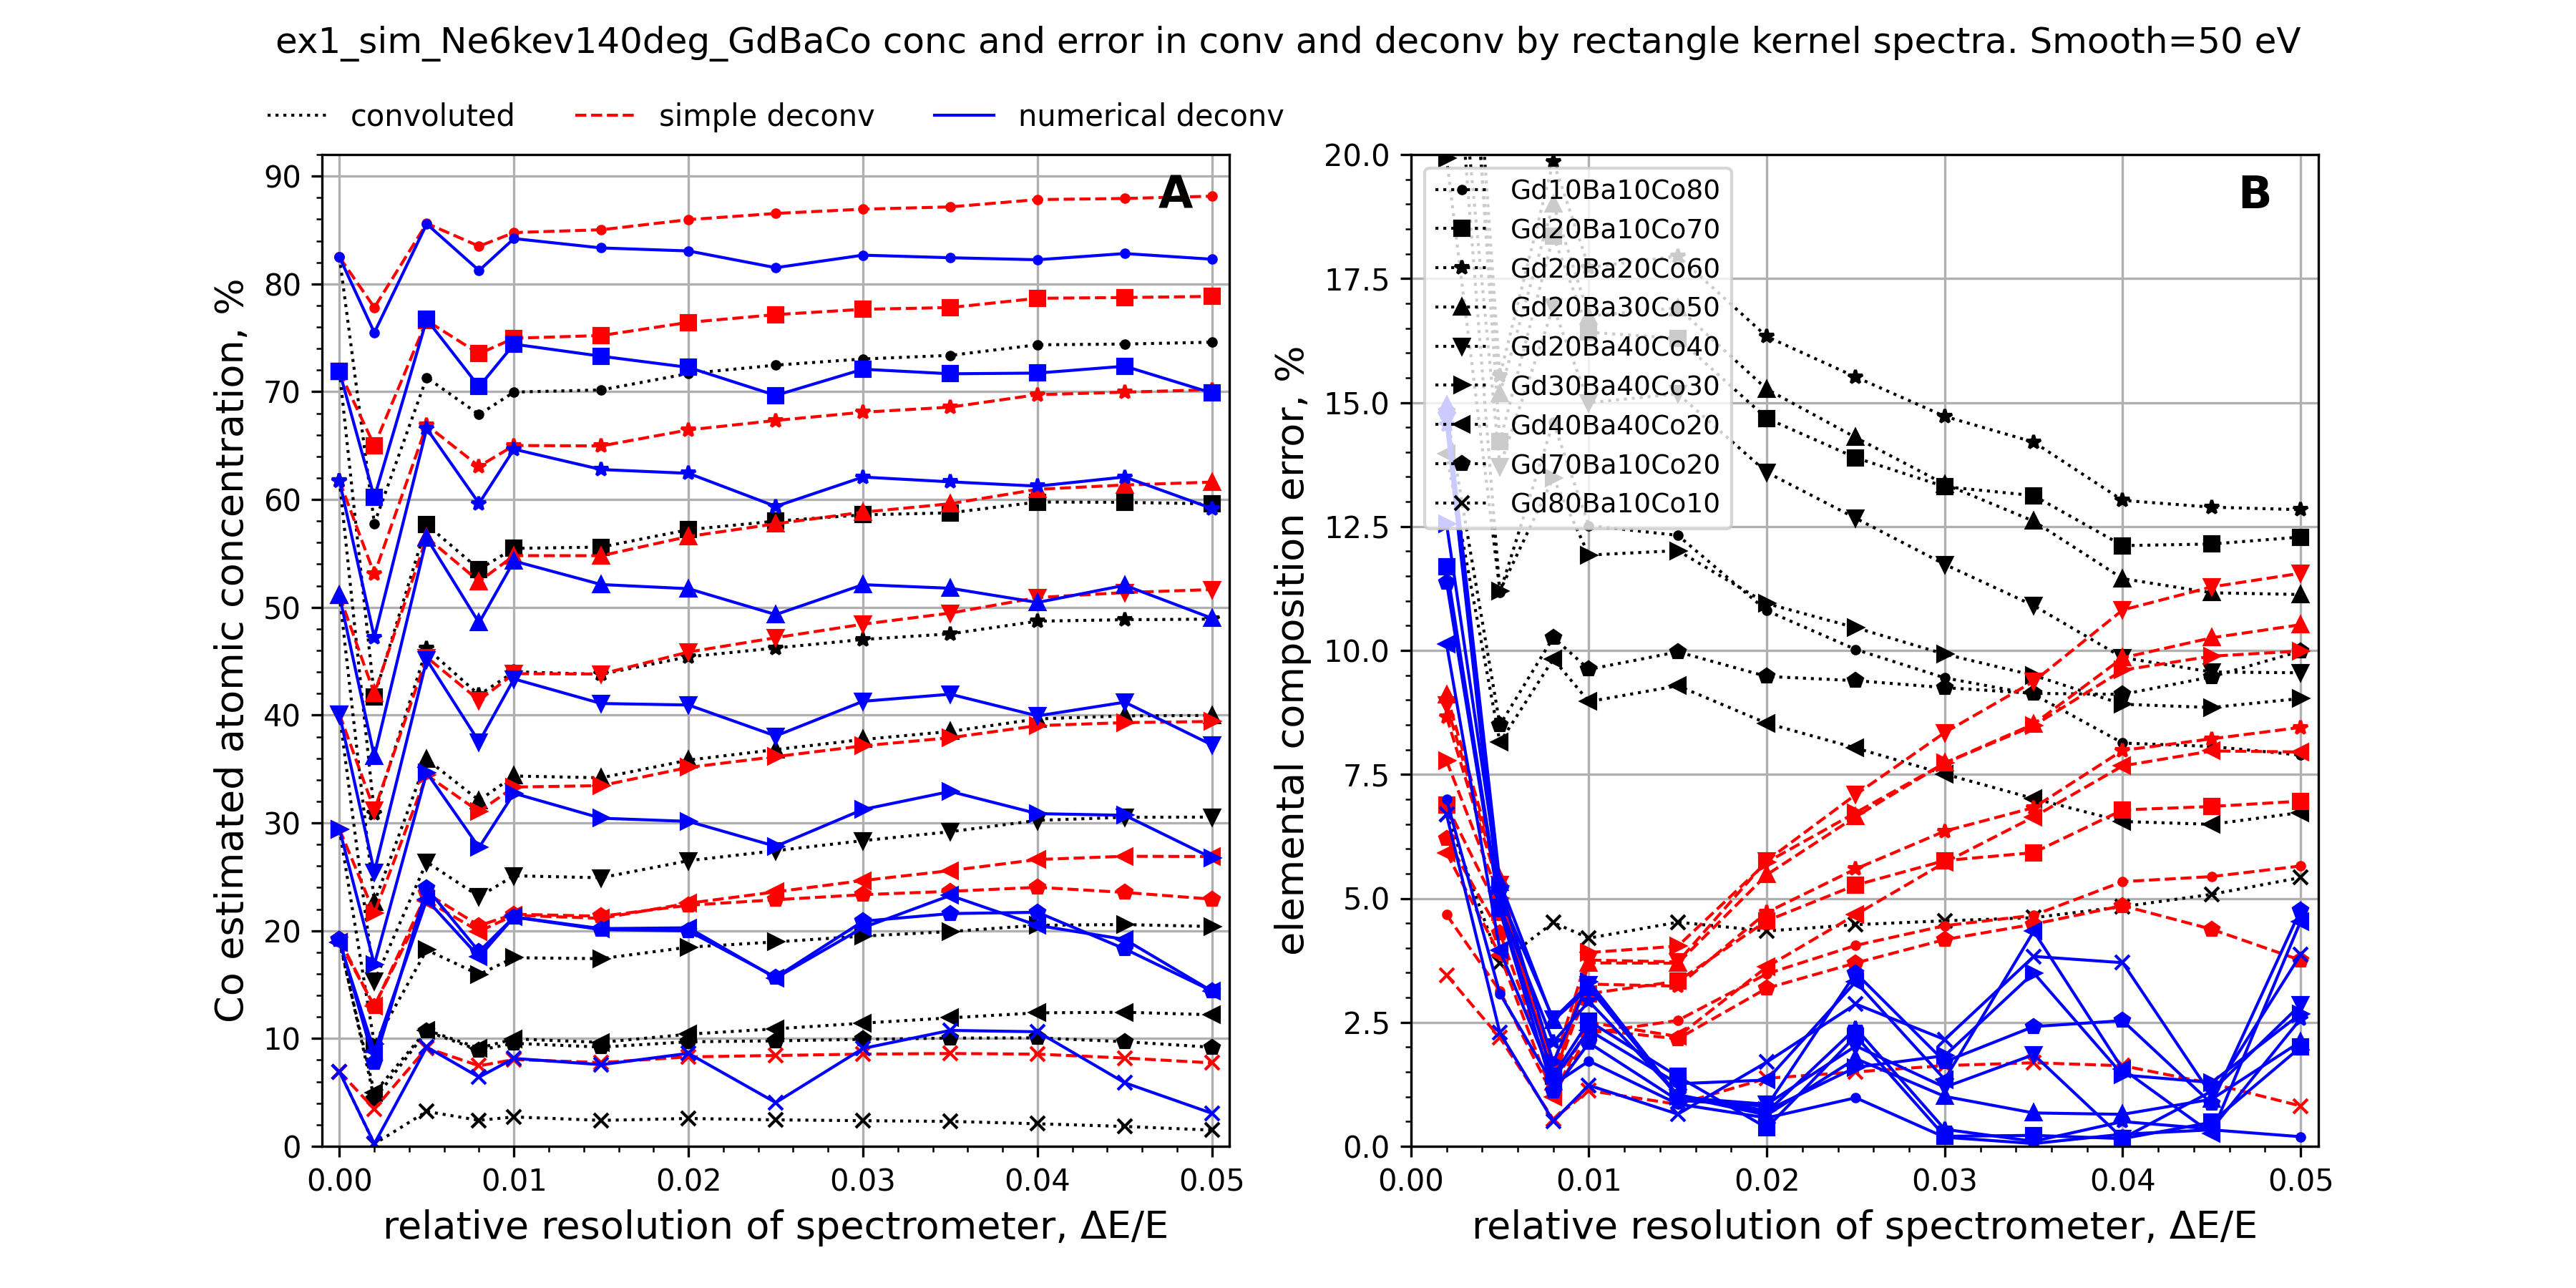 ex1_sim_Ne6kev140deg_GdBaCo conc and error in conv and deconv by rectangle kernel spectra. Smooth=50 eV
convoluted simple deconv numerical deconv
A
Co estimated atomic concentration, %
90
80
70
60
50
40
30
20
10
0
0.00 0.01 0.02 0.03 0.04 0.05
relative resolution of spectrometer, ΔE/E
B
elemental composition error, %
20.0
17.5
15.0
12.5
10.0
7.5
5.0
2.5
0.0
Gd10Ba10Co80
Gd20Ba10Co70
Gd20Ba20Co60
Gd20Ba30Co50
Gd20Ba40Co40
Gd30Ba40Co30
Gd40Ba40Co20
Gd70Ba10Co20
Gd80Ba10Co10
0.00 0.01 0.02 0.03 0.04 0.05
relative resolution of spectrometer, ΔE/E